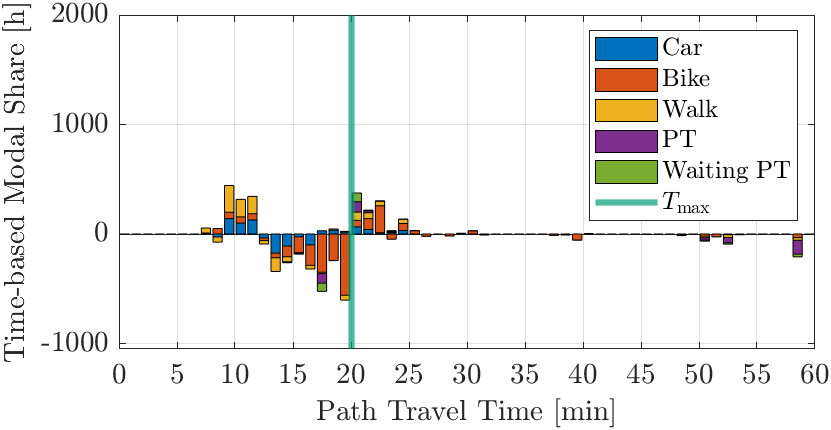 Time-based Modal Share [h]
2000
1000
0
-1000
Car
Bike
Walk
PT
Waiting PT
T_max
0 5 10 15 20 25 30 35 40 45 50 55 60
Path Travel Time [min]